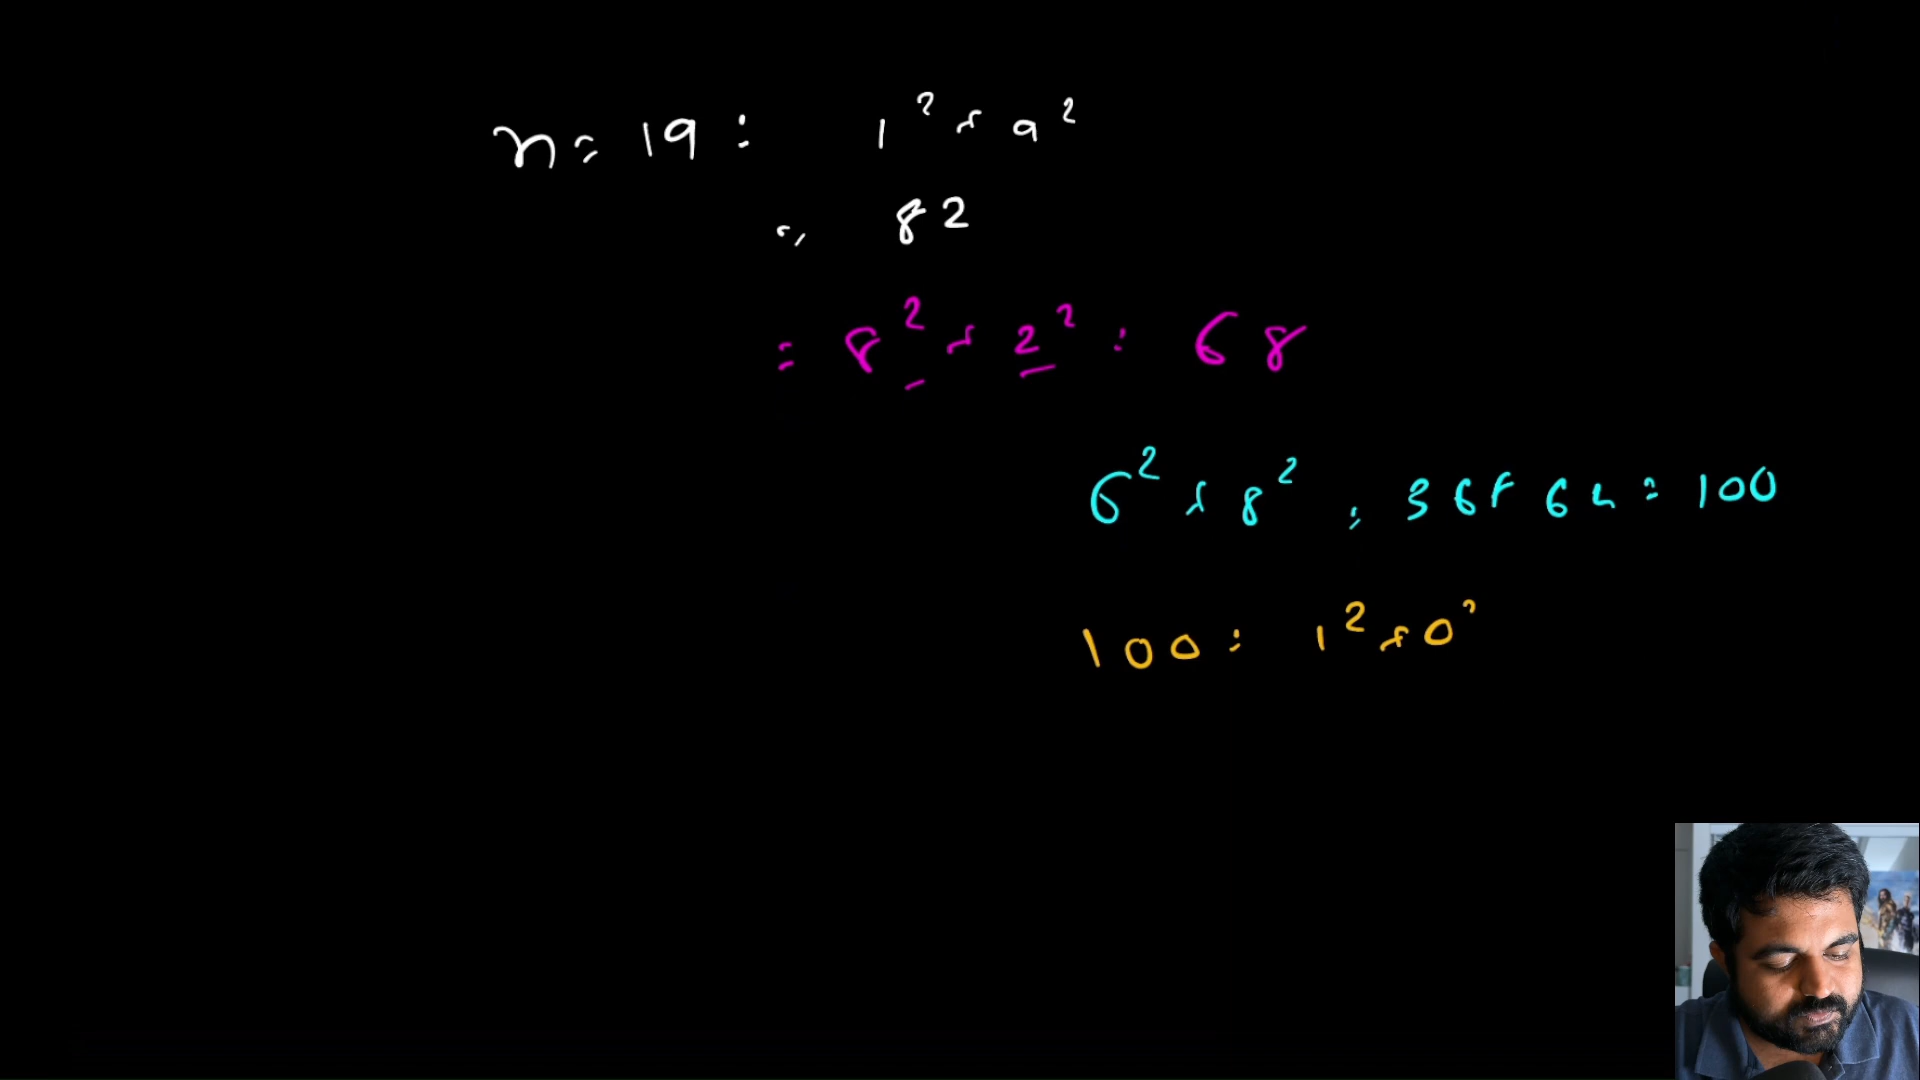 n = 19 : 1² + 9²
= 82
= 8² + 2² : 68
6² + 8² : 36 + 64 = 100
100 : 1² + 0²